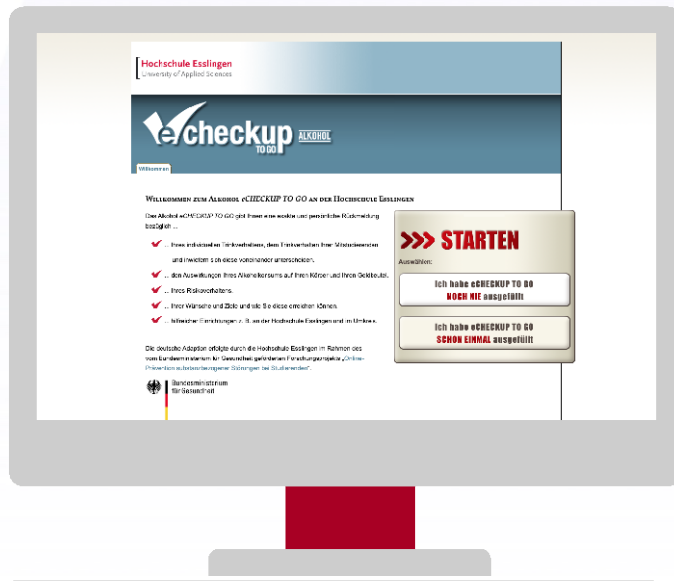 Hochschule Esslingen
University of Applied Sciences
eCheckup
TO GO
ALKOHOL
Willkommen
WILLKOMMEN ZUM ALKOHOL eCHECKUP TO GO AN DER HOCHSCHULE ESSLINGEN
Das Alkohol eCHECKUP TO GO gibt Ihnen eine exakte und persönliche Rückmeldung
bezüglich ...
... Ihres individuellen Trinkverhaltens, dem Trinkverhalten Ihrer Mitstudierenden
und inwiefern sich diese voneinander unterscheiden.
... den Auswirkungen Ihres Alkoholkonsums auf Ihren Körper und Ihren Geldbeutel.
... Ihres Risikoverhaltens.
... Ihrer Wünsche und Ziele und wie Sie diese erreichen können.
... hilfreicher Einrichtungen z. B. an der Hochschule Esslingen und im Umkreis.
Die deutsche Adaption erfolgte durch die Hochschule Esslingen im Rahmen des
vom Bundesministerium für Gesundheit geförderten Forschungsprojekts „Online-
Prävention substanzbezogener Störungen bei Studierenden“.
Bundesministerium
für Gesundheit
>>> STARTEN
Auswählen:
Ich habe eCHECKUP TO GO
NOCH NIE ausgefüllt
Ich habe eCHECKUP TO GO
SCHON EINMAL ausgefüllt